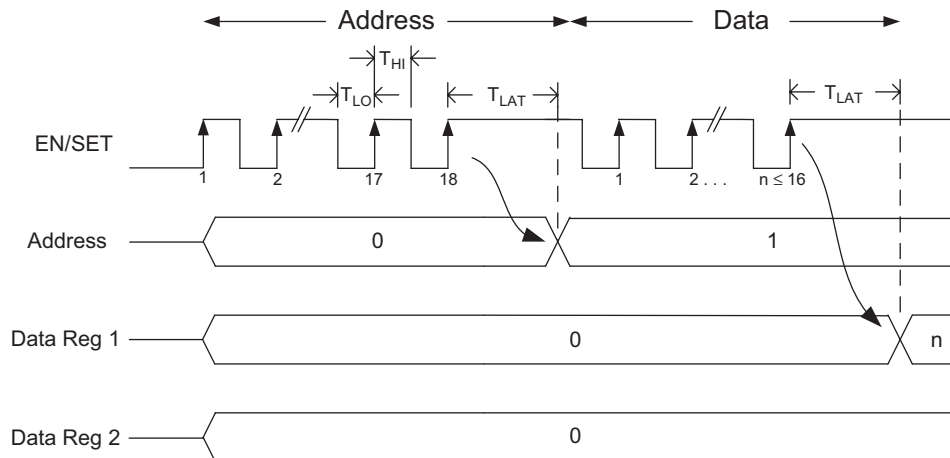 Address
Data
T_HI
T_LO
T_LAT
T_LAT
EN/SET
1
2
17
18
1
2 . . .
n ≤ 16
Address
0
1
Data Reg 1
0
n
Data Reg 2
0